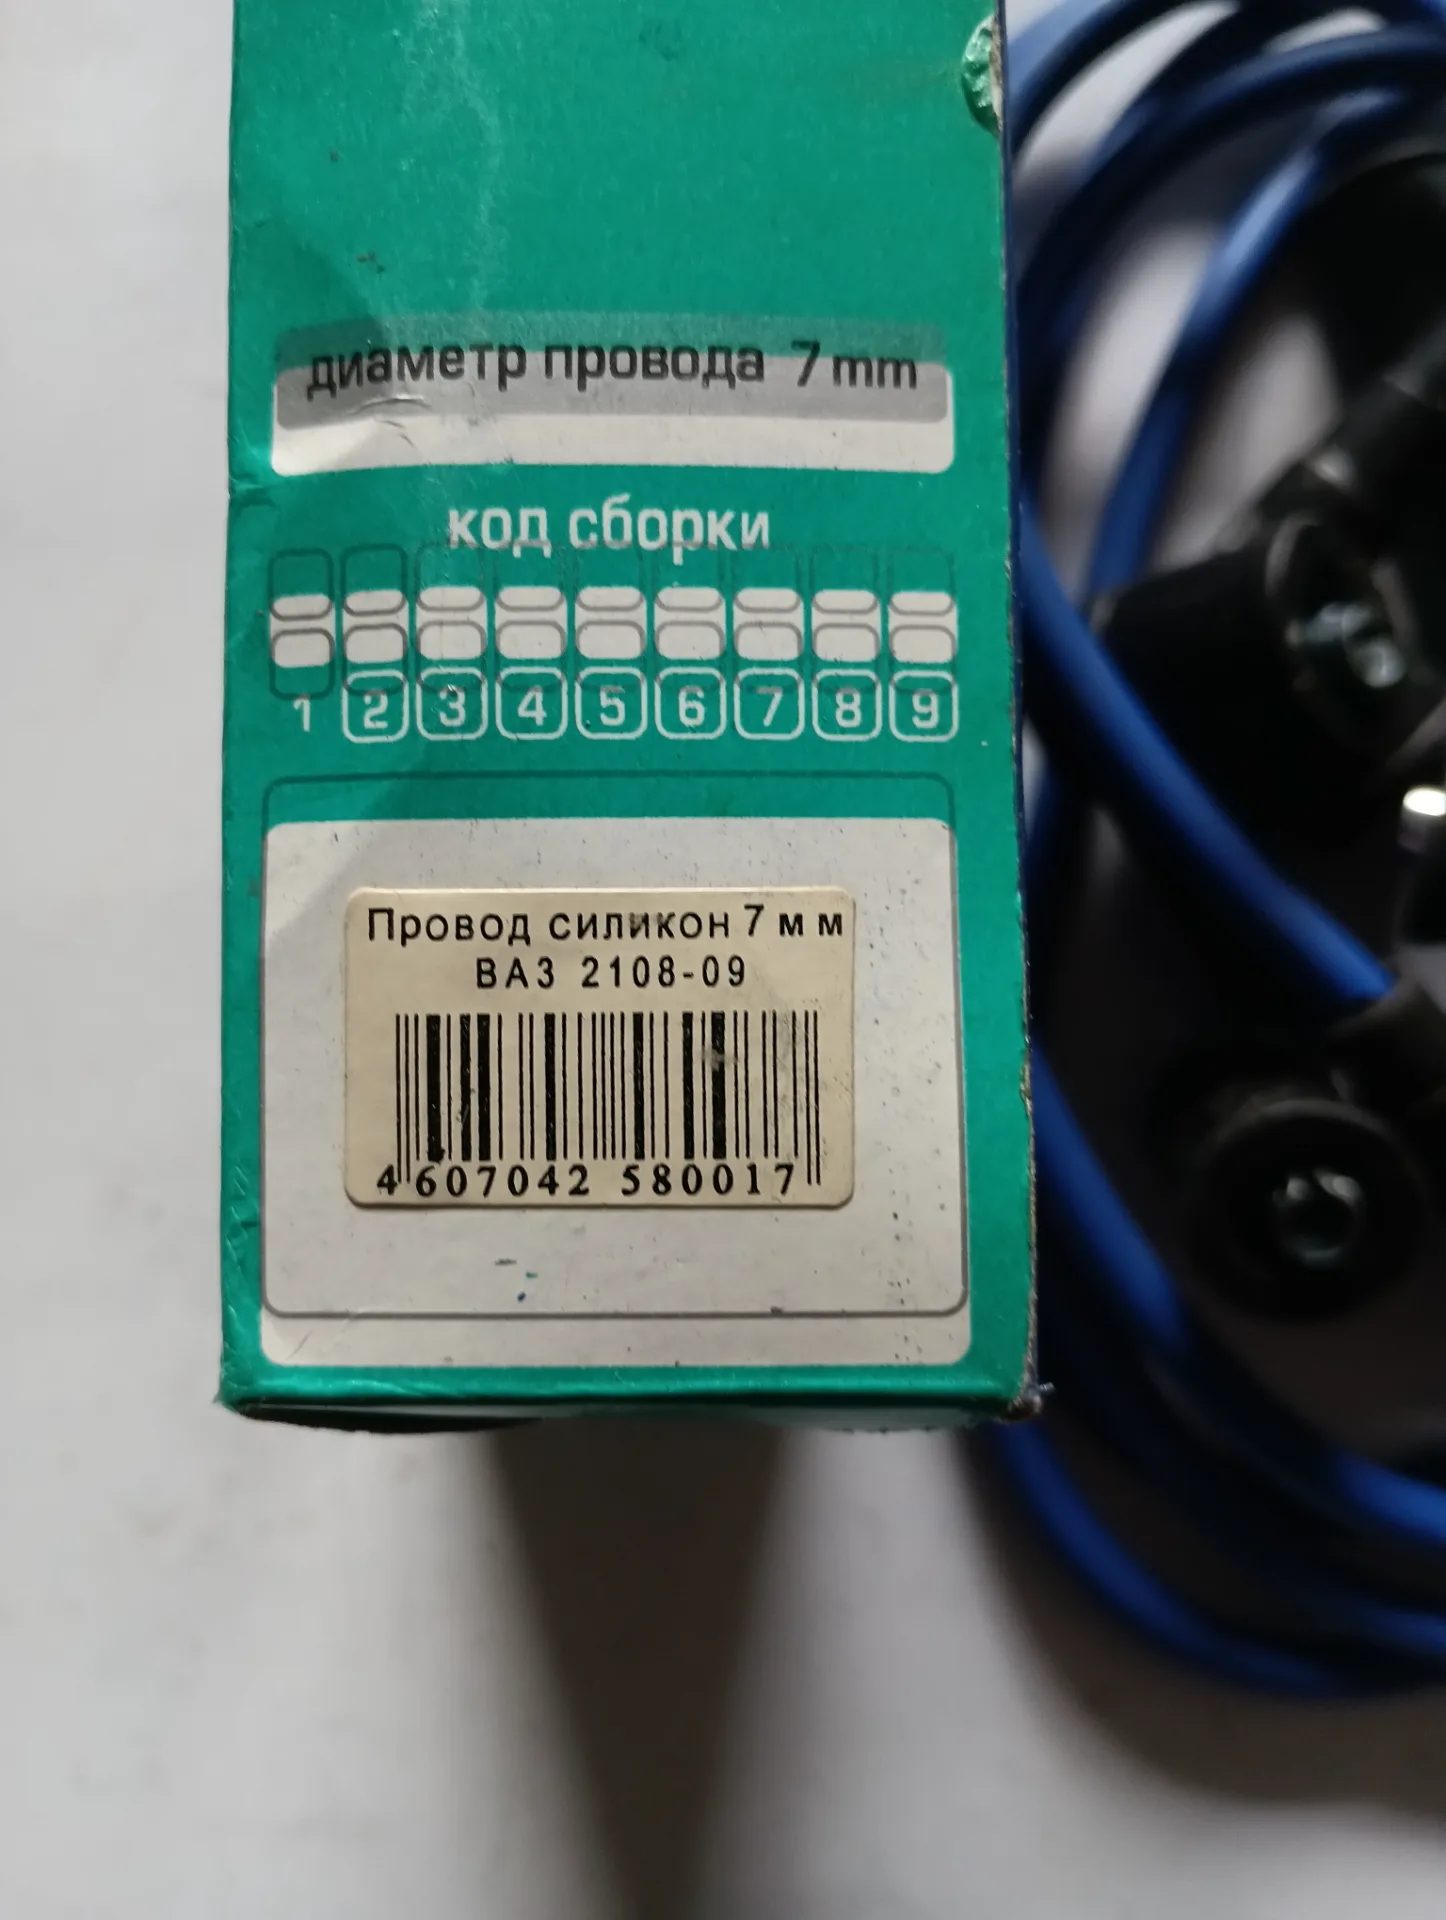 диаметр провода 7 mm
код сборки
1 2 3 4 5 6 7 8 9
Провод силикон 7 мм
ВАЗ 2108-09
4 607042 580017